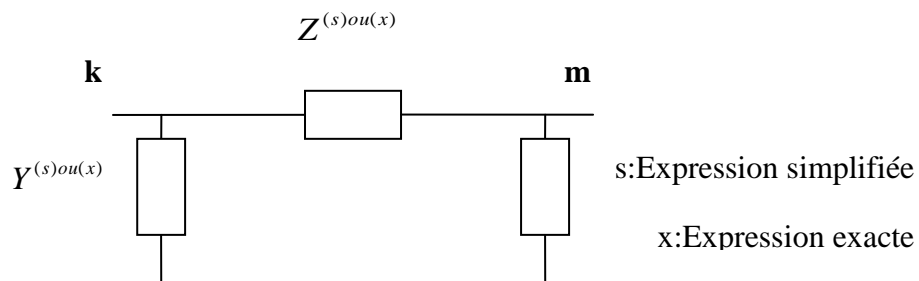 Z^{(s)ou(x)}
k
m
Y^{(s)ou(x)}
s:Expression simplifiée
x:Expression exacte